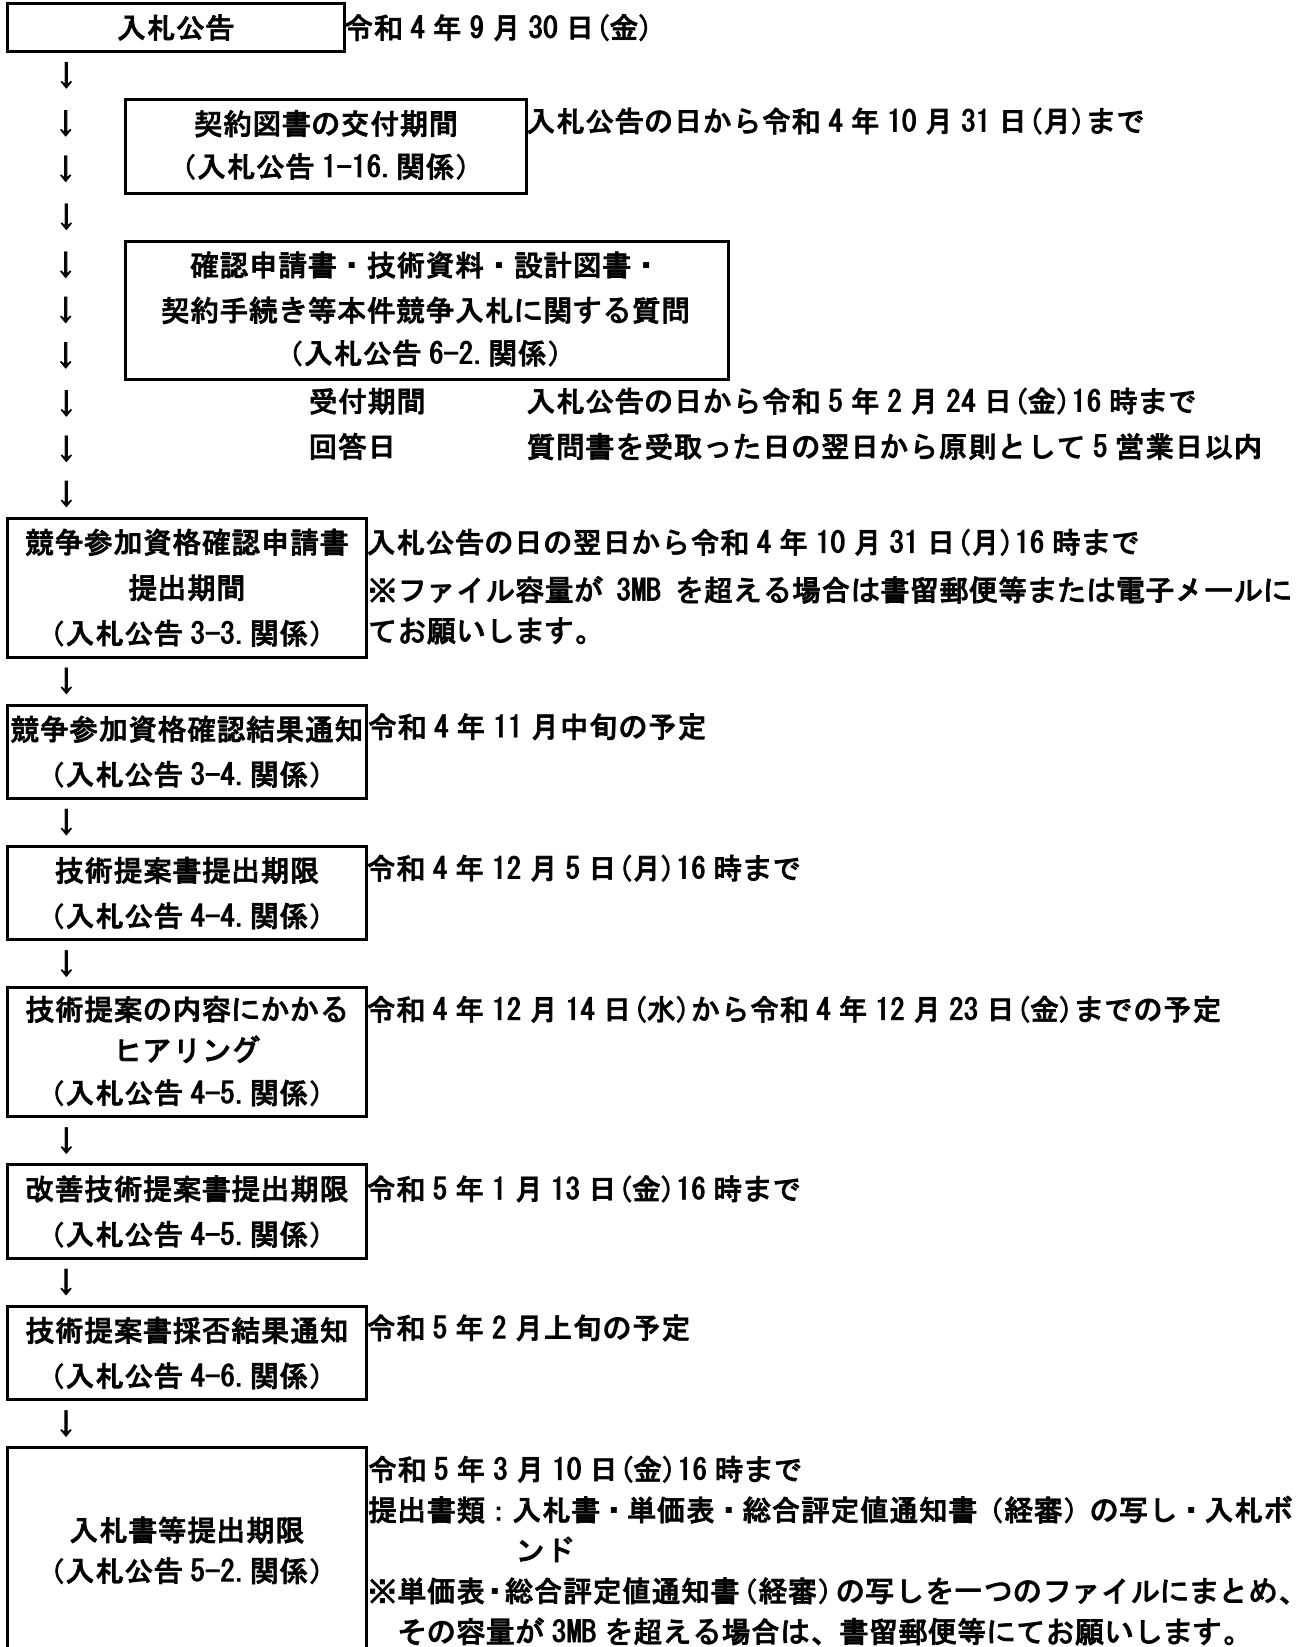 入札公告 令和4年9月30日(金)
↓
↓ 契約図書の交付期間 入札公告の日から令和4年10月31日(月)まで
↓ (入札公告1-16.関係)
↓
↓ 確認申請書・技術資料・設計図書・
↓ 契約手続き等本件競争入札に関する質問
↓ (入札公告6-2.関係)
↓ 受付期間 入札公告の日から令和5年2月24日(金)16時まで
↓ 回答日 質問書を受取った日の翌日から原則として5営業日以内
↓
競争参加資格確認申請書 入札公告の日の翌日から令和4年10月31日(月)16時まで
提出期間 ※ファイル容量が 3MB を超える場合は書留郵便等または電子メールに
(入札公告3-3.関係) てお願いします。
↓
競争参加資格確認結果通知 令和4年11月中旬の予定
(入札公告3-4.関係)
↓
技術提案書提出期限 令和4年12月5日(月)16時まで
(入札公告4-4.関係)
↓
技術提案の内容にかかる 令和4年12月14日(水)から令和4年12月23日(金)までの予定
ヒアリング
(入札公告4-5.関係)
↓
改善技術提案書提出期限 令和5年1月13日(金)16時まで
(入札公告4-5.関係)
↓
技術提案書採否結果通知 令和5年2月上旬の予定
(入札公告4-6.関係)
↓
令和5年3月10日(金)16時まで
提出書類:入札書・単価表・総合評定値通知書(経審)の写し・入札ボ
入札書等提出期限 ンド
(入札公告5-2.関係) ※単価表・総合評定値通知書(経審)の写しを一つのファイルにまとめ、
その容量が3MBを超える場合は、書留郵便等にてお願いします。